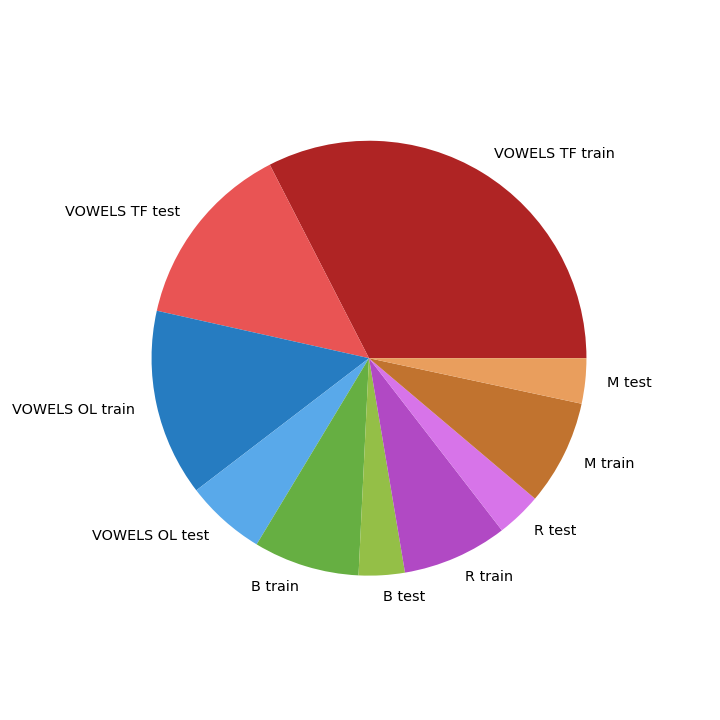 VOWELS TF train
VOWELS TF test
VOWELS OL train
VOWELS OL test
B train
B test
R train
R test
M train
M test